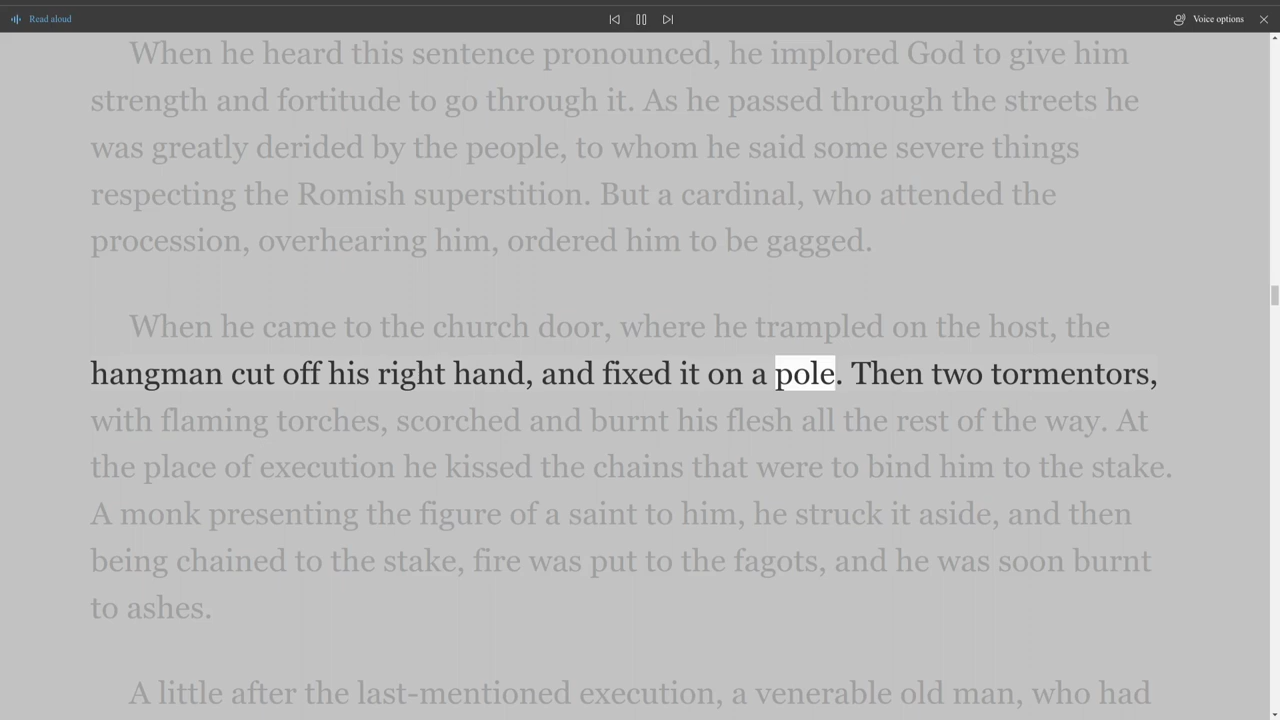 Read aloud
Voice options
When he heard this sentence pronounced, he implored God to give him
strength and fortitude to go through it. As he passed through the streets he
was greatly derided by the people, to whom he said some severe things
respecting the Romish superstition. But a cardinal, who attended the
procession, overhearing him, ordered him to be gagged.
When he came to the church door, where he trampled on the host, the
hangman cut off his right hand, and fixed it on a pole. Then two tormentors,
with flaming torches, scorched and burnt his flesh all the rest of the way. At
the place of execution he kissed the chains that were to bind him to the stake.
A monk presenting the figure of a saint to him, he struck it aside, and then
being chained to the stake, fire was put to the fagots, and he was soon burnt
to ashes.
A little after the last-mentioned execution, a venerable old man, who had